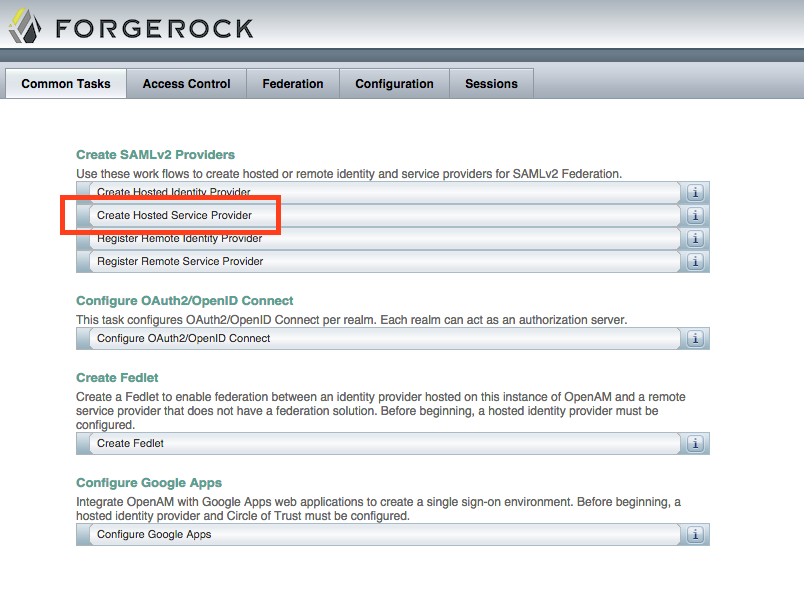 FORGEROCK
Common Tasks Access Control Federation Configuration Sessions
Create SAMLv2 Providers
Use these work flows to create hosted or remote identity and service providers for SAMLv2 Federation.
Create Hosted Identity Provider i
Create Hosted Service Provider i
Register Remote Identity Provider i
Register Remote Service Provider i
Configure OAuth2/OpenID Connect
This task configures OAuth2/OpenID Connect per realm. Each realm can act as an authorization server.
Configure OAuth2/OpenID Connect i
Create Fedlet
Create a Fedlet to enable federation between an identity provider hosted on this instance of OpenAM and a remote
service provider that does not have a federation solution. Before beginning, a hosted identity provider must be
configured.
Create Fedlet i
Configure Google Apps
Integrate OpenAM with Google Apps web applications to create a single sign-on environment. Before beginning, a
hosted identity provider and Circle of Trust must be configured.
Configure Google Apps i